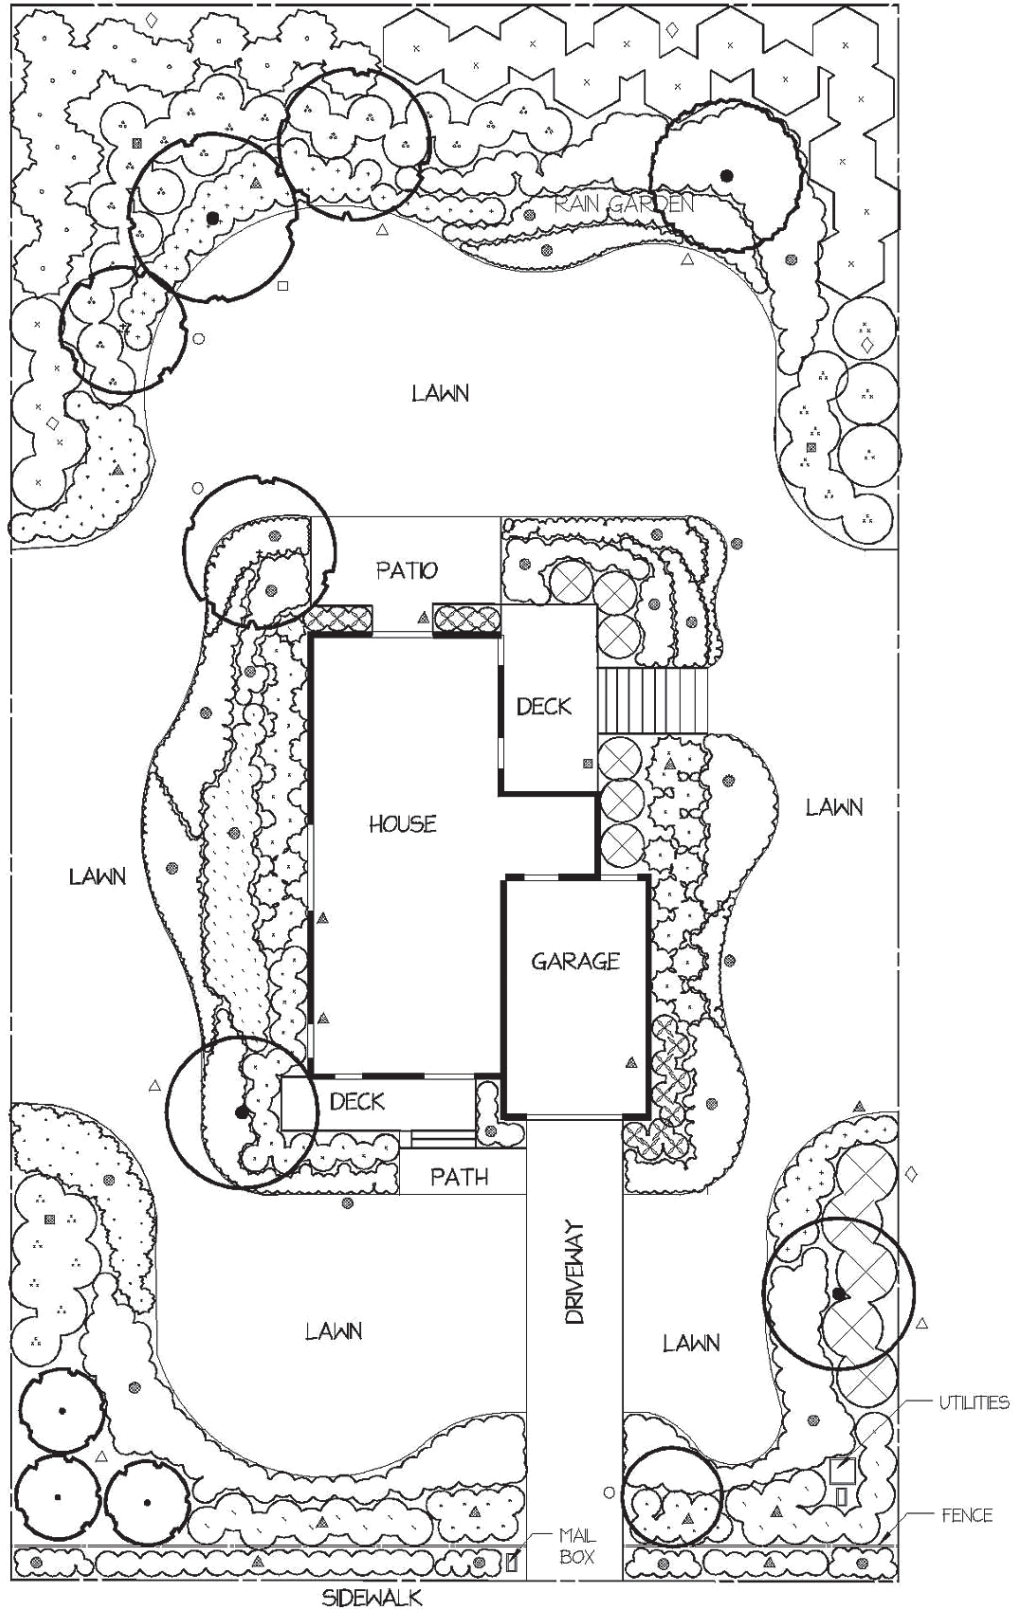 RAIN GARDEN
LAWN
PATIO
DECK
HOUSE
LAWN
LAWN
GARAGE
DECK
PATH
DRIVEWAY
LAWN
LAWN
UTILITIES
FENCE
MAIL
BOX
SIDEWALK